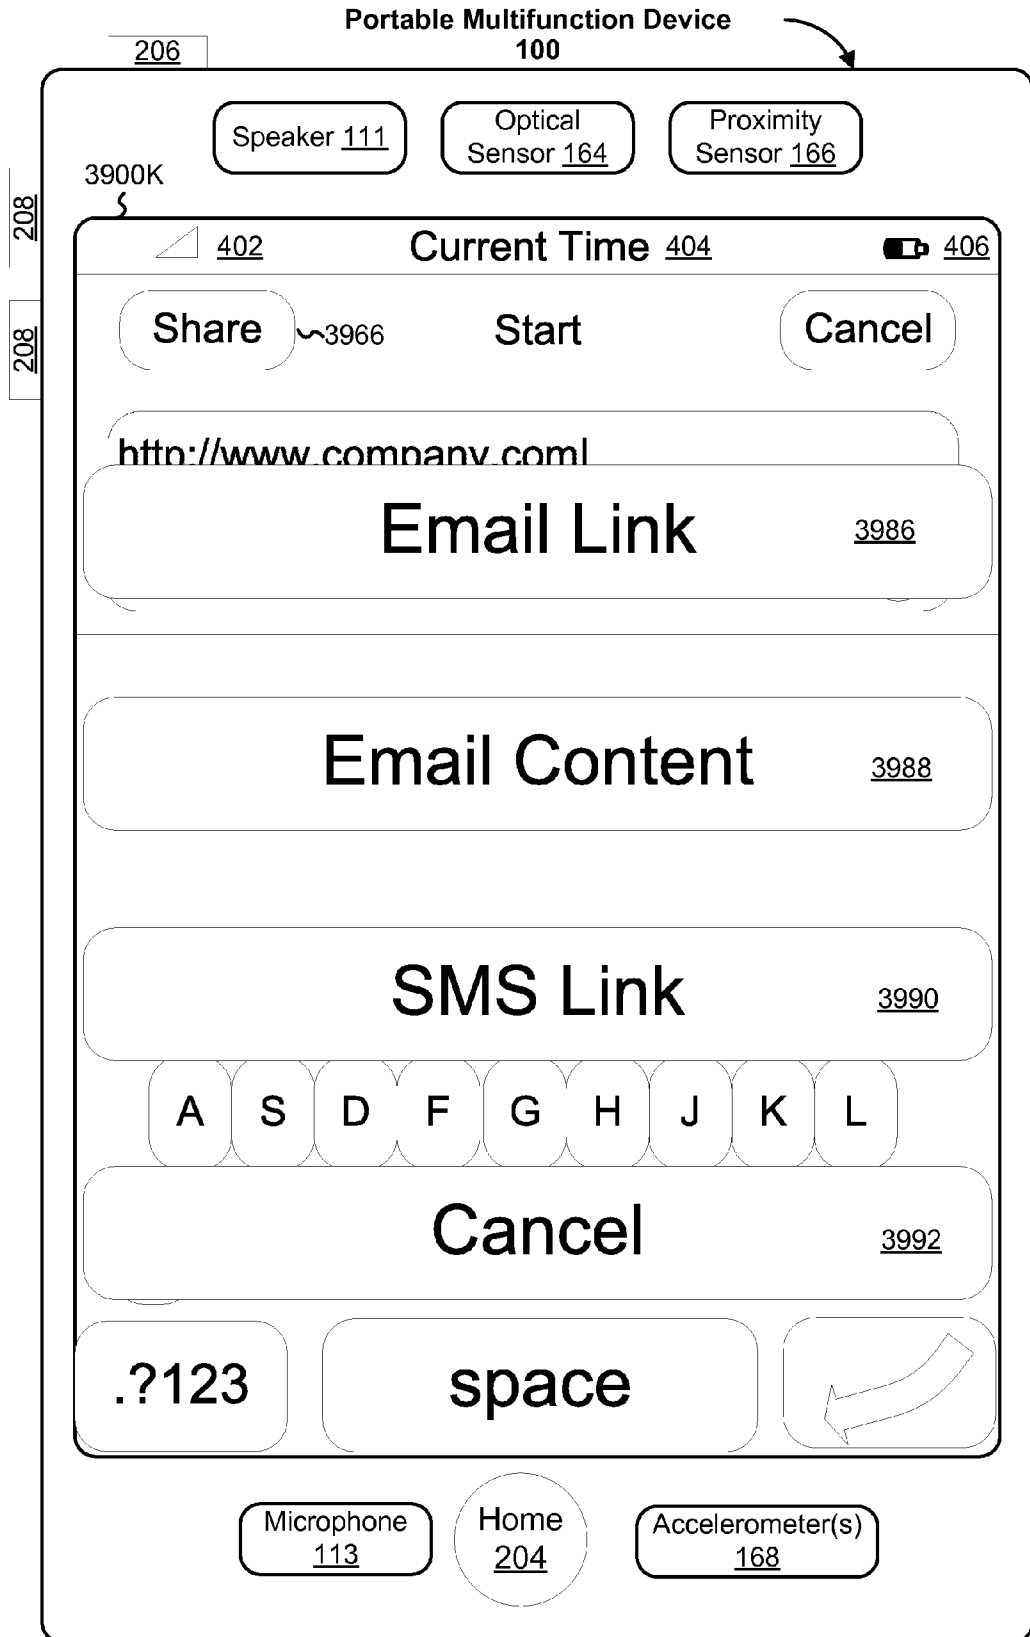 Portable Multifunction Device
100
206
Speaker 111
Optical
Sensor 164
Proximity
Sensor 166
3900K
208
402
Current Time 404
406
Share
3966
Start
Cancel
208
http://www.company.com|
Email Link
3986
Email Content
3988
SMS Link
3990
A S D F G H J K L
Cancel
3992
.?123
space
Microphone
113
Home
204
Accelerometer(s)
168